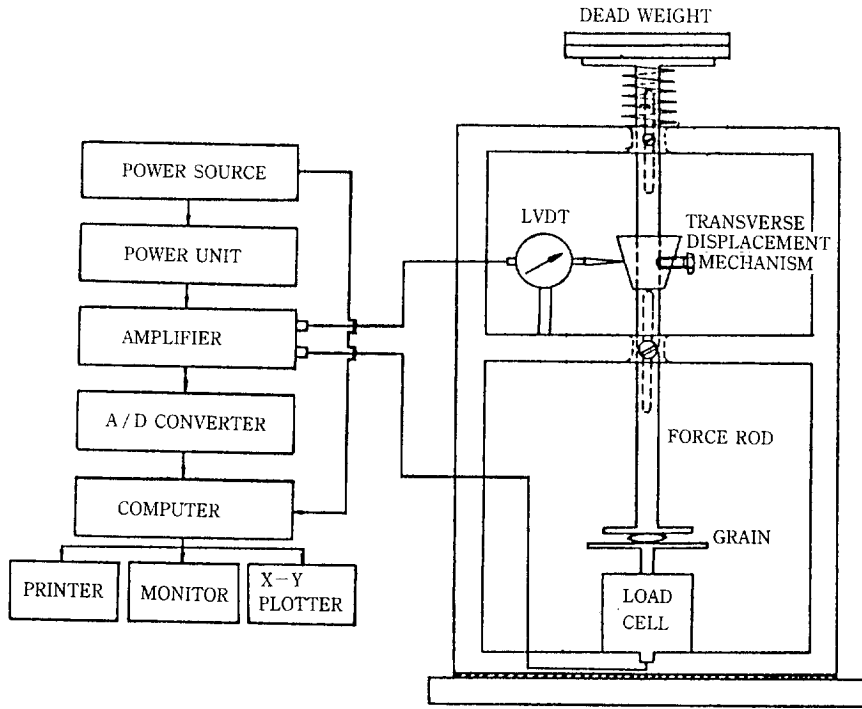 DEAD WEIGHT
POWER SOURCE
POWER UNIT
AMPLIFIER
A/D CONVERTER
COMPUTER
PRINTER
MONITOR
X-Y
PLOTTER
LVDT
TRANSVERSE
DISPLACEMENT
MECHANISM
FORCE ROD
GRAIN
LOAD
CELL